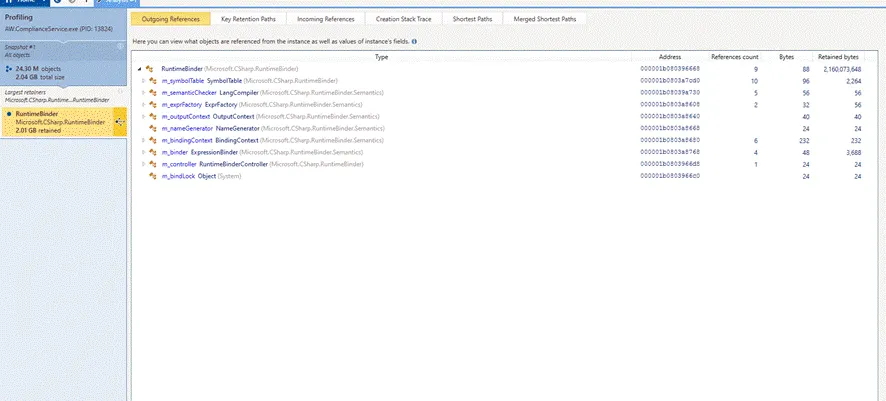 Home
Analysis #1
Profiling
AW.ComplianceService.exe (PID: 13824)
Outgoing References Key Retention Paths Incoming References Creation Stack Trace Shortest Paths Merged Shortest Paths
Snapshot #1
All objects
24,30 M objects
2.04 GB total size
Here you can view what objects are referenced from the instance as well as values of instance's fields.
Largest retainers
Microsoft.CSharp.Runtime...RuntimeBinder
RuntimeBinder
Microsoft.CSharp.RuntimeBinder
2.01 GB retained
Type Address References count Bytes Retained bytes
RuntimeBinder (Microsoft.CSharp.RuntimeBinder) 000001b080396668 9 88 2,160,073,648
m_symbolTable SymbolTable (Microsoft.CSharp.RuntimeBinder) 000001b0803a7cd0 10 96 2,264
m_semanticChecker LangCompiler (Microsoft.CSharp.RuntimeBinder.Semantics) 000001b08039a730 5 56 56
m_exprFactory ExprFactory (Microsoft.CSharp.RuntimeBinder.Semantics) 000001b0803a8608 2 32 56
m_outputContext OutputContext (Microsoft.CSharp.RuntimeBinder.Semantics) 000001b0803a8640 40 40
m_nameGenerator NameGenerator (Microsoft.CSharp.RuntimeBinder.Semantics) 000001b0803a8668 24 24
m_bindingContext BindingContext (Microsoft.CSharp.RuntimeBinder.Semantics) 000001b0803a8680 6 232 232
m_binder ExpressionBinder (Microsoft.CSharp.RuntimeBinder.Semantics) 000001b0803a8768 4 48 3,688
m_controller RuntimeBinderController (Microsoft.CSharp.RuntimeBinder) 000001b0803966d8 1 24 24
m_bindLock Object (System) 000001b0803966c0 24 24